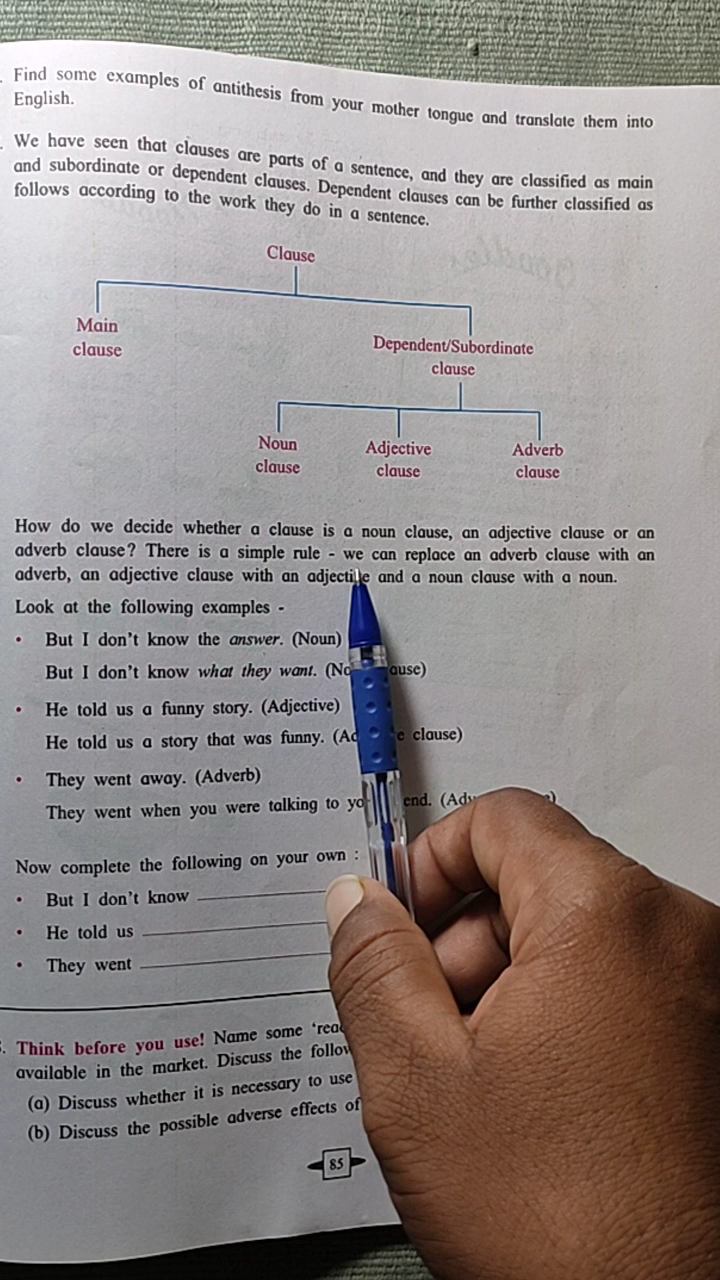 . Find some examples of antithesis from your mother tongue and translate them into
English.
. We have seen that clauses are parts of a sentence, and they are classified as main
and subordinate or dependent clauses. Dependent clauses can be further classified as
follows according to the work they do in a sentence.
Clause
Main
clause
Dependent/Subordinate
clause
Noun
clause
Adjective
clause
Adverb
clause
How do we decide whether a clause is a noun clause, an adjective clause or an
adverb clause? There is a simple rule - we can replace an adverb clause with an
adverb, an adjective clause with an adjective and a noun clause with a noun.
Look at the following examples -
• But I don't know the answer. (Noun)
But I don't know what they want.
• He told us a funny story. (Adjective)
He told us a story that was funny. clause)
• They went away. (Adverb)
They went when you were talking to
Now complete the following on your own :
• But I don't know
• He told us
• They went
. Think before you use! Name some
available in the market. Discuss the
(a) Discuss whether it is necessary to use
(b) Discuss the possible adverse effects of
85